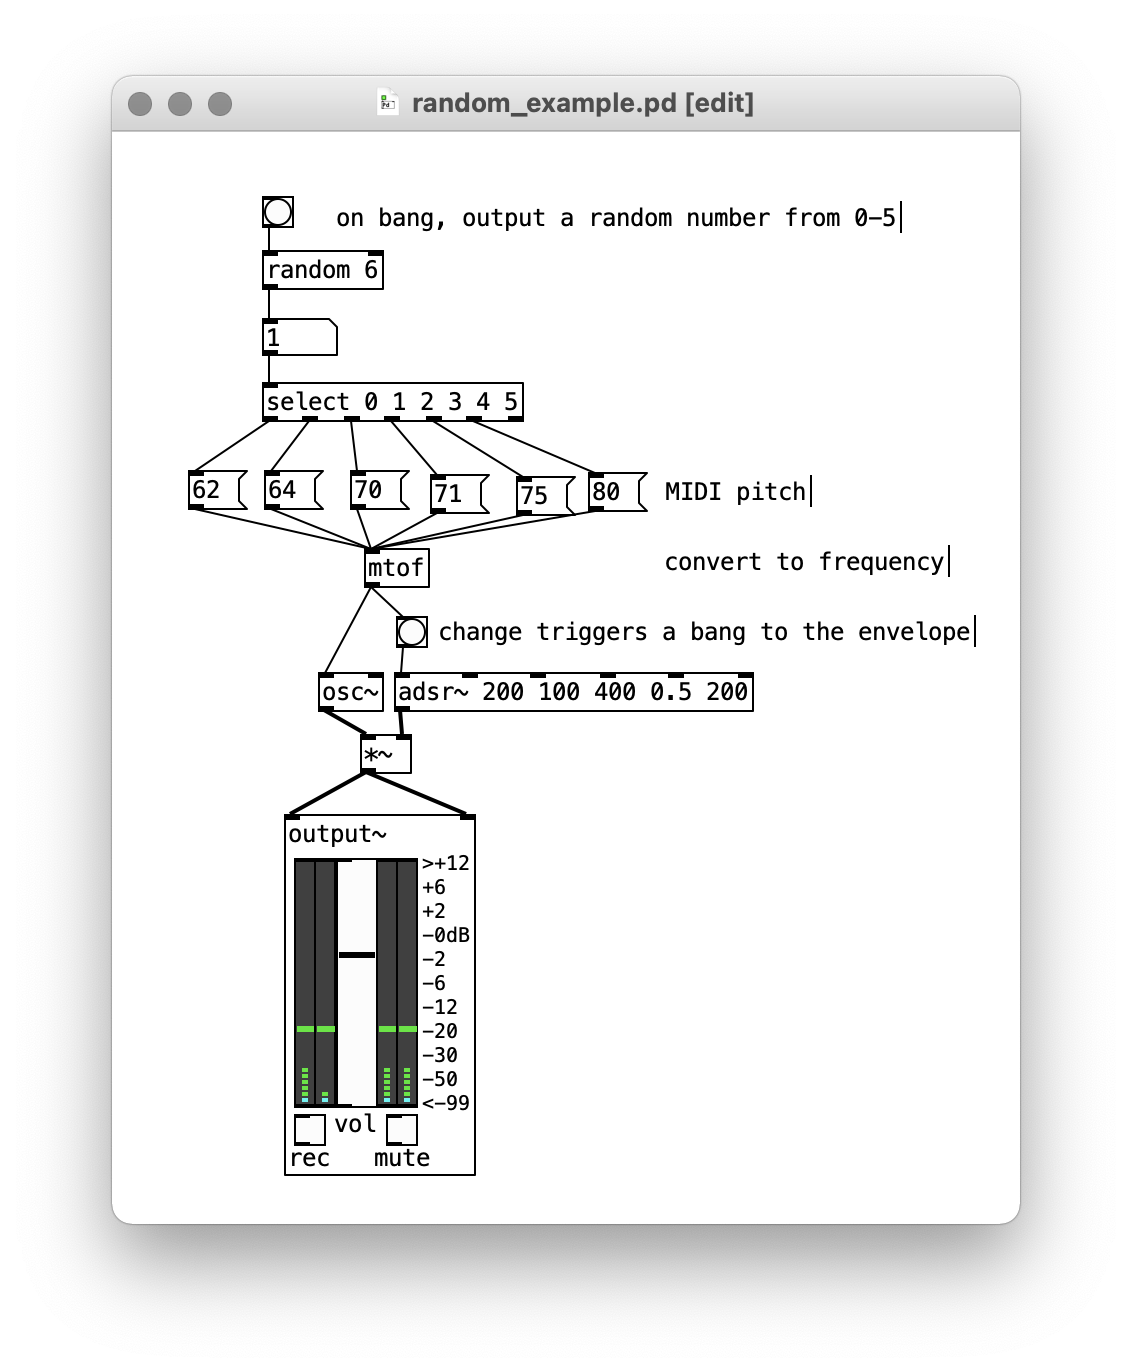 random_example.pd [edit]
on bang, output a random number from 0-5
random 6
1
select 0 1 2 3 4 5
62 64 70 71 75 80 MIDI pitch
mtof
convert to frequency
change triggers a bang to the envelope
osc~ adsr~ 200 100 400 0.5 200
*~
output~
>+12
+6
+2
-0dB
-2
-6
-12
-20
-30
-50
<-99
vol
rec mute